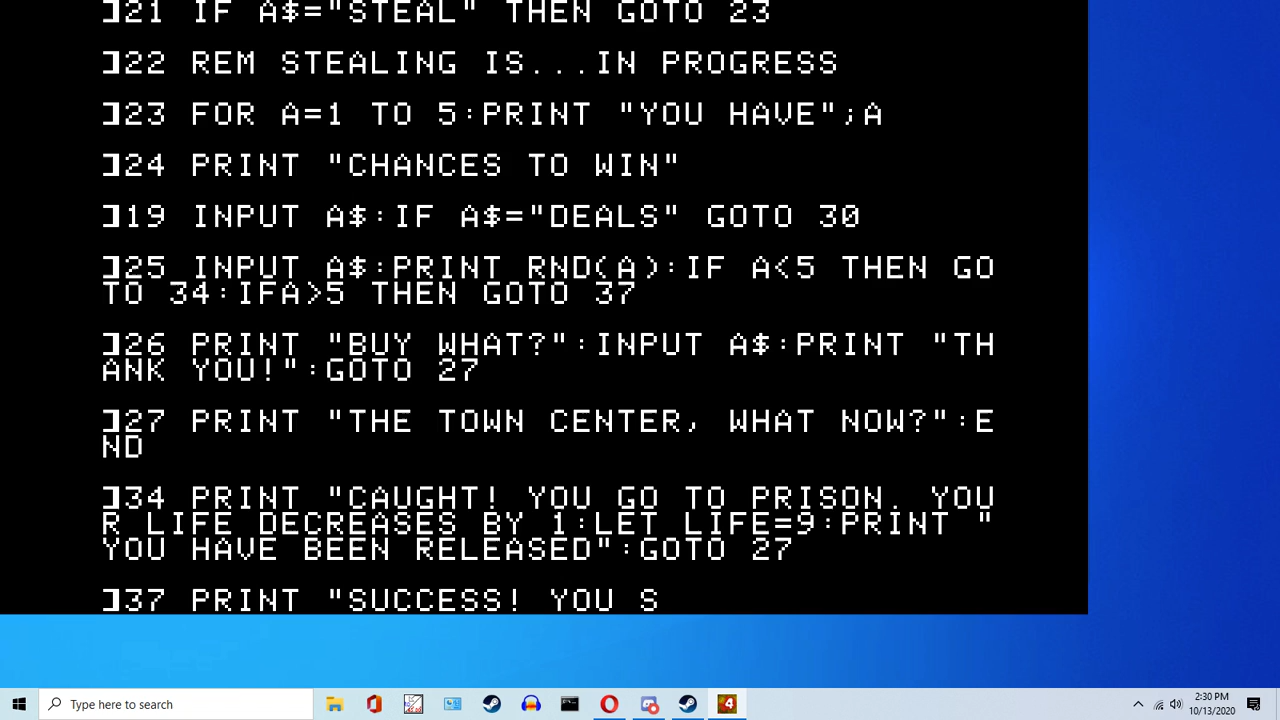 ]21 IF A$="STEAL" THEN GOTO 23
]22 REM STEALING IS...IN PROGRESS
]23 FOR A=1 TO 5:PRINT "YOU HAVE";A
]24 PRINT "CHANCES TO WIN"
]19 INPUT A$:IF A$="DEALS" GOTO 30
]25 INPUT A$:PRINT RND(A):IF A<5 THEN GO
TO 34:IFA>5 THEN GOTO 37
]26 PRINT "BUY WHAT?":INPUT A$:PRINT "TH
ANK YOU!":GOTO 27
]27 PRINT "THE TOWN CENTER, WHAT NOW?":E
ND
]34 PRINT "CAUGHT! YOU GO TO PRISON. YOU
R LIFE DECREASES BY 1:LET LIFE=9:PRINT "
YOU HAVE BEEN RELEASED":GOTO 27
]37 PRINT "SUCCESS! YOU S
Type here to search
2:30 PM
10/13/2020